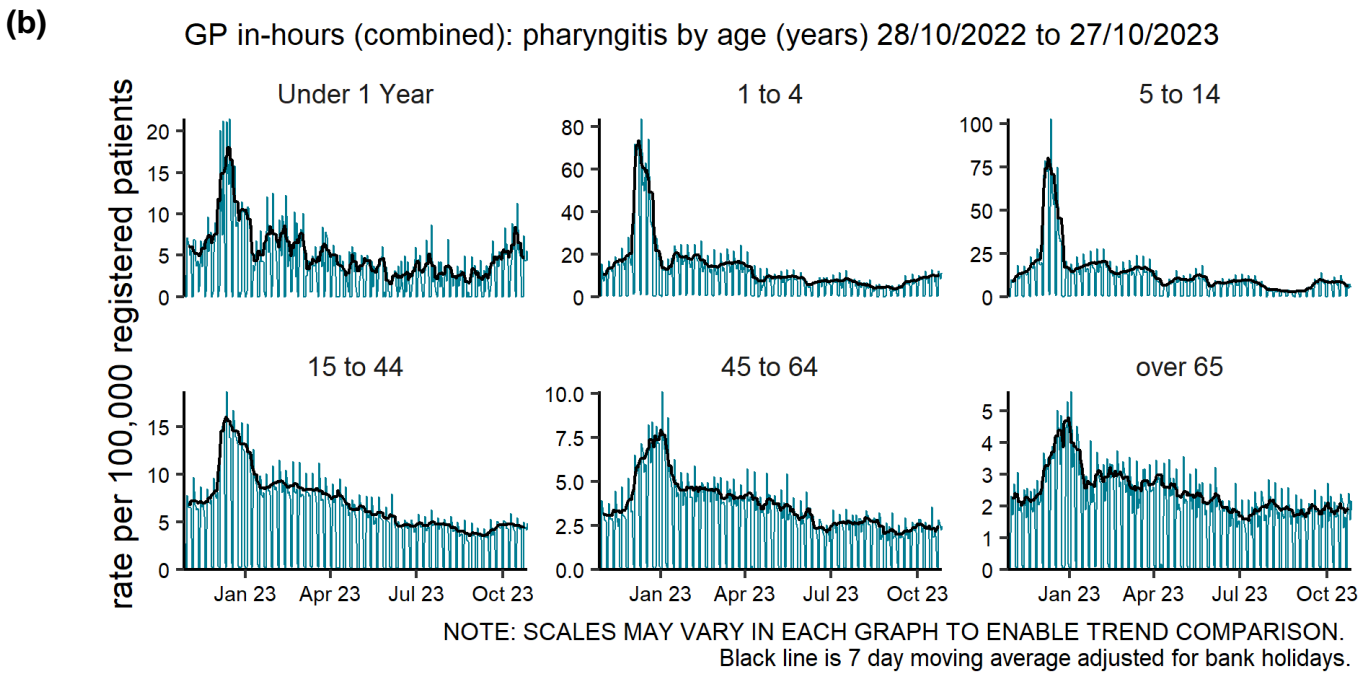 (b)
GP in-hours (combined): pharyngitis by age (years) 28/10/2022 to 27/10/2023
rate per 100,000 registered patients
Under 1 Year
20
15
10
5
0
1 to 4
80
60
40
20
0
5 to 14
100
75
50
25
0
15 to 44
15
10
5
0
Jan 23 Apr 23 Jul 23 Oct 23
45 to 64
10.0
7.5
5.0
2.5
0.0
Jan 23 Apr 23 Jul 23 Oct 23
over 65
5
4
3
2
1
0
Jan 23 Apr 23 Jul 23 Oct 23
NOTE: SCALES MAY VARY IN EACH GRAPH TO ENABLE TREND COMPARISON.
Black line is 7 day moving average adjusted for bank holidays.